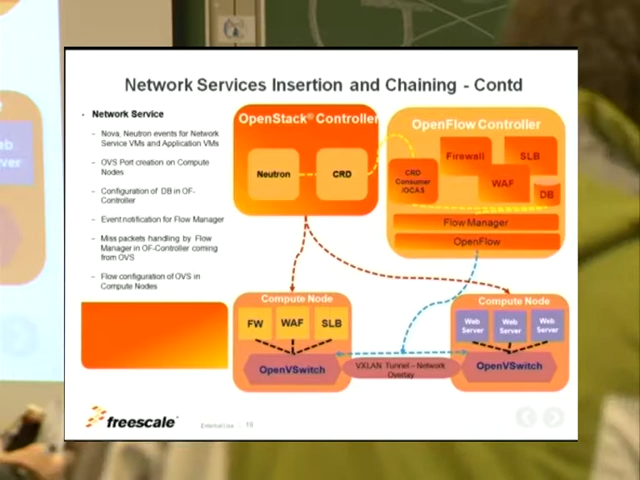 Network Services Insertion and Chaining - Contd
Network Service
Nova, Neutron events for Network
Service VMs and Application VMs
OVS Port creation on Compute
Nodes
Configuration of DB in OF-
Controller
Event notification for Flow Manager
Miss packets handling by Flow
Manager in OF-Controller coming
from OVS
Flow configuration of OVS in
Compute Nodes
OpenStack® Controller
Neutron
CRD
OpenFlow Controller
Firewall
SLB
CRD
Consumer
/OCAS
WAF
DB
Flow Manager
OpenFlow
Compute Node
FW
WAF
SLB
OpenVSwitch
VXLAN Tunnel – Network
Overlay
Compute Node
Web
Server
Web
Server
Web
Server
OpenVSwitch
freescale
External Use
Web
Server